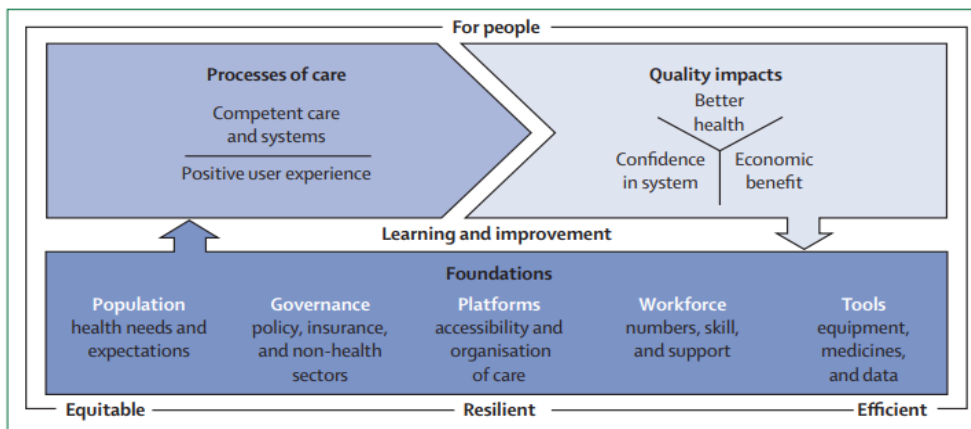 For people
Processes of care
Competent care
and systems
Positive user experience
Quality impacts
Better
health
Confidence
in system
Economic
benefit
Learning and improvement
Foundations
Population
health needs and
expectations
Governance
policy, insurance,
and non-health
sectors
Platforms
accessibility and
organisation
of care
Workforce
numbers, skill,
and support
Tools
equipment,
medicines,
and data
Equitable
Resilient
Efficient